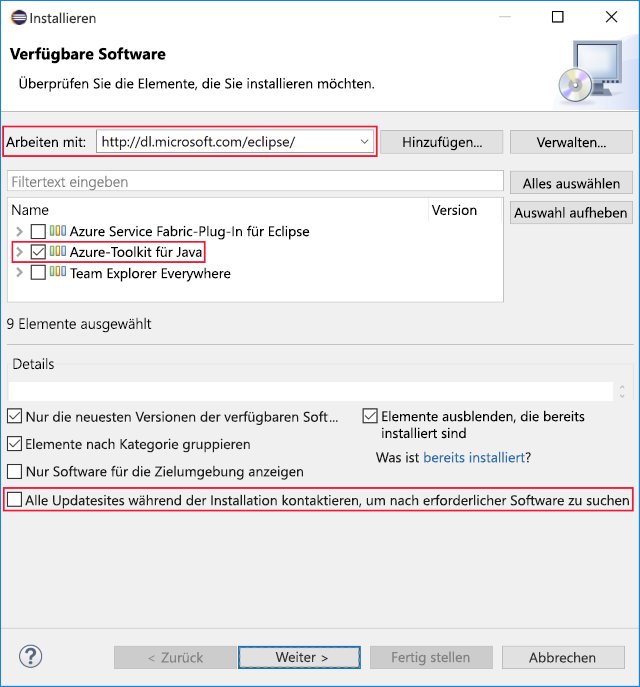 Installieren
Verfügbare Software
Überprüfen Sie die Elemente, die Sie installieren möchten.
Arbeiten mit: http://dl.microsoft.com/eclipse/ Hinzufügen... Verwalten...
Filtertext eingeben Alles auswählen
Name Version Auswahl aufheben
Azure Service Fabric-Plug-In für Eclipse
Azure-Toolkit für Java
Team Explorer Everywhere
9 Elemente ausgewählt
Details
Nur die neuesten Versionen der verfügbaren Soft...
Elemente nach Kategorie gruppieren
Nur Software für die Zielumgebung anzeigen
Elemente ausblenden, die bereits
installiert sind
Was ist bereits installiert?
Alle Updatesites während der Installation kontaktieren, um nach erforderlicher Software zu suchen
? < Zurück Weiter > Fertig stellen Abbrechen